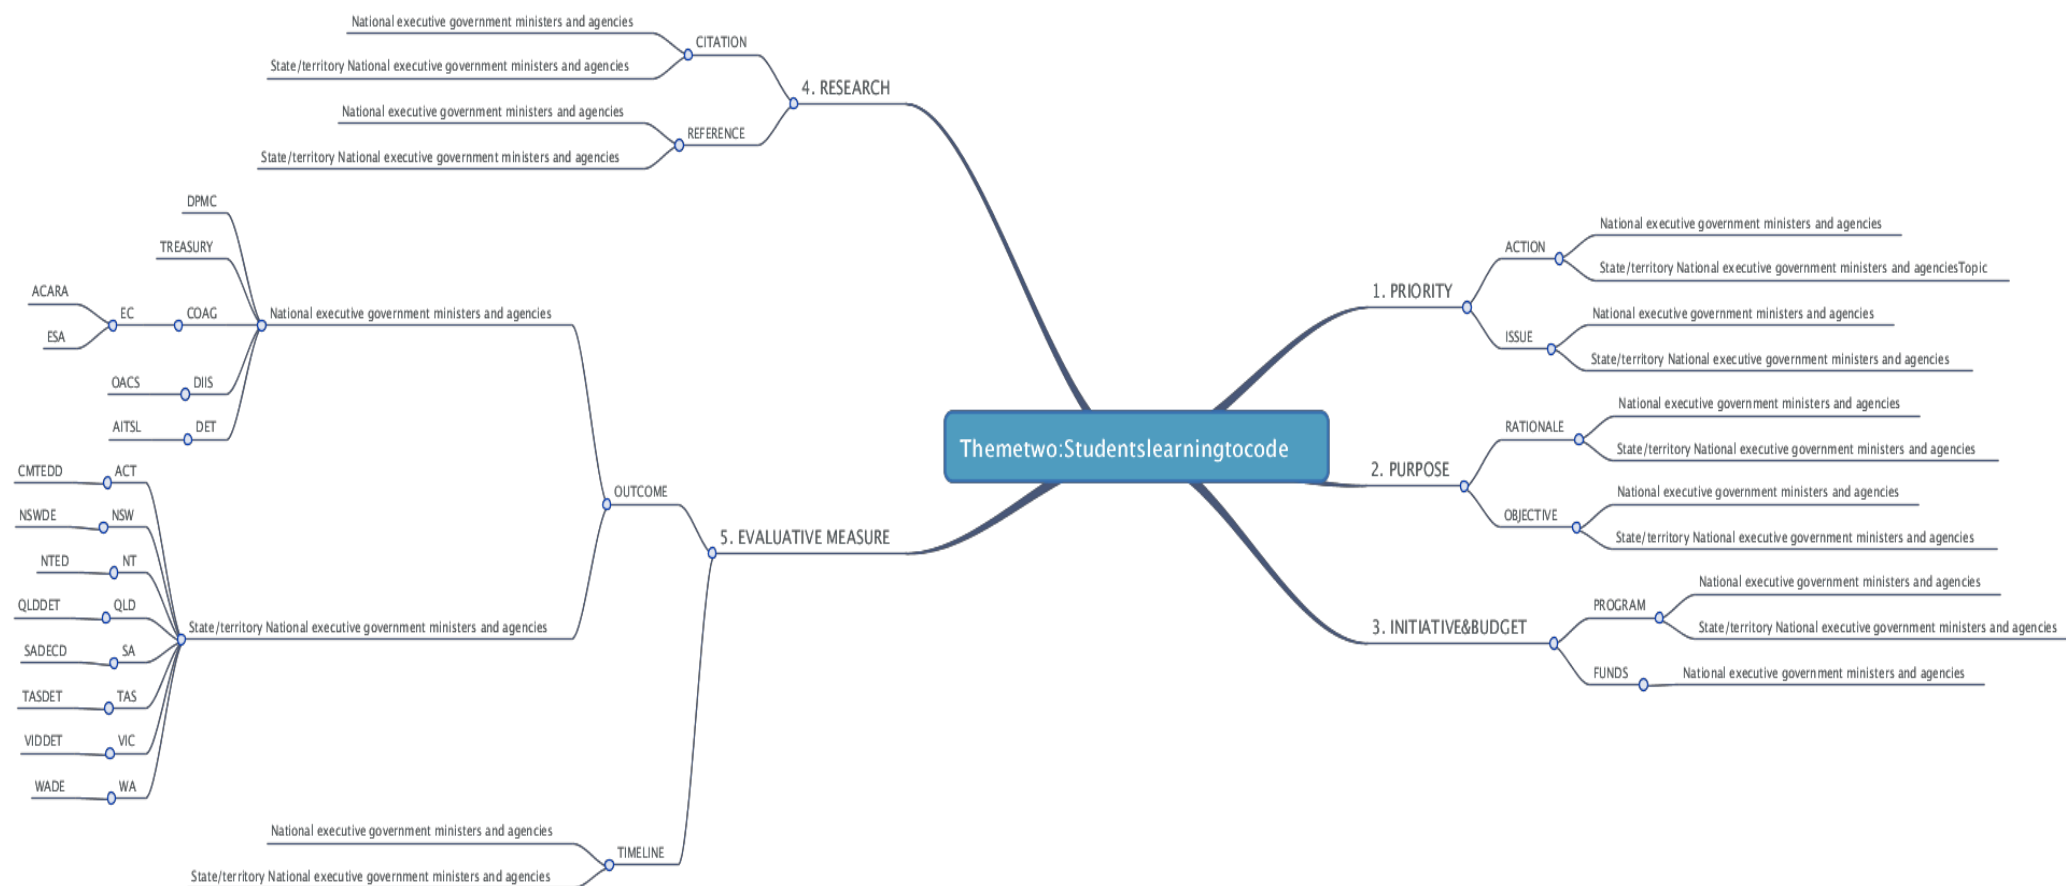 National executive government ministers and agencies
CITATION
State/territory National executive government ministers and agencies
4. RESEARCH
National executive government ministers and agencies
REFERENCE
State/territory National executive government ministers and agencies
DPMC
TREASURY
ACARA
EC
COAG
National executive government ministers and agencies
ESA
OACS
DIIS
AITSL
DET
CMTEDD
ACT
NSWDE
NSW
NTED
NT
QLDDET
QLD
SADECD
SA
TASDET
TAS
VIDDET
VIC
WADE
WA
State/territory National executive government ministers and agencies
OUTCOME
5. EVALUATIVE MEASURE
National executive government ministers and agencies
TIMELINE
State/territory National executive government ministers and agencies
Themetwo:Studentslearningtocode
1. PRIORITY
ACTION
National executive government ministers and agencies
State/territory National executive government ministers and agenciesTopic
ISSUE
National executive government ministers and agencies
State/territory National executive government ministers and agencies
2. PURPOSE
RATIONALE
National executive government ministers and agencies
State/territory National executive government ministers and agencies
OBJECTIVE
National executive government ministers and agencies
State/territory National executive government ministers and agencies
3. INITIATIVE&BUDGET
PROGRAM
National executive government ministers and agencies
State/territory National executive government ministers and agencies
FUNDS
National executive government ministers and agencies